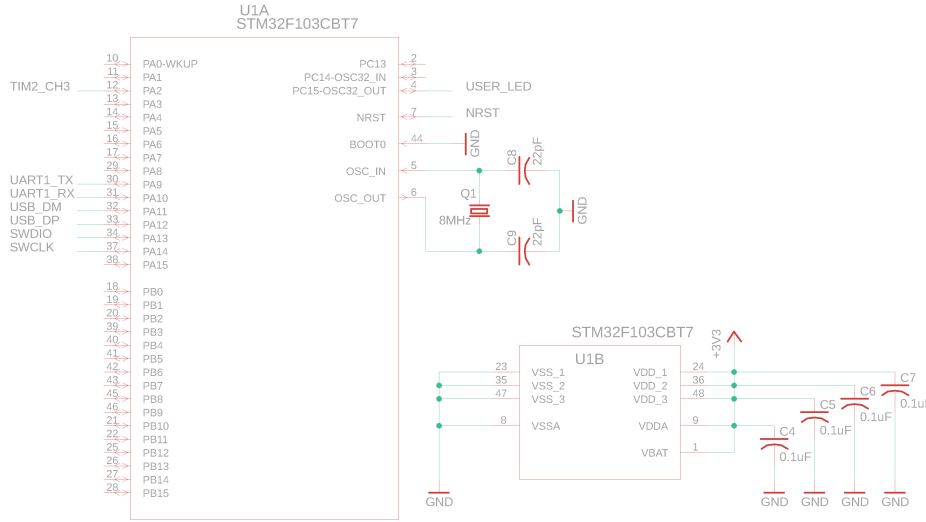 U1A
STM32F103CBT7
10 PA0-WKUP PC13 2
11 PA1 PC14-OSC32_IN 3
TIM2_CH3 12 PA2 PC15-OSC32_OUT 4 USER_LED
13 PA3
14 PA4 NRST 7 NRST
15 PA5
16 PA6 BOOT0 44 GND
17 PA7
29 PA8 OSC_IN 5 C8 22pF
UART1_TX 30 PA9
UART1_RX 31 PA10 OSC_OUT 6 Q1
USB_DM 32 PA11 GND
USB_DP 33 PA12 8MHz
SWDIO 34 PA13 C9 22pF
SWCLK 37 PA14
38 PA15
18 PB0
19 PB1
20 PB2
39 PB3
40 PB4
41 PB5
42 PB6
43 PB7
45 PB8
46 PB9
21 PB10
22 PB11
25 PB12
26 PB13
27 PB14
28 PB15
STM32F103CBT7
+3V3
U1B
23 VSS_1 VDD_1 24 C7
35 VSS_2 VDD_2 36 C6
47 VSS_3 VDD_3 48 C5 0.1u
0.1uF
8 VSSA VDDA 9 C4 0.1uF
VBAT 1 0.1uF
GND GND GND GND GND